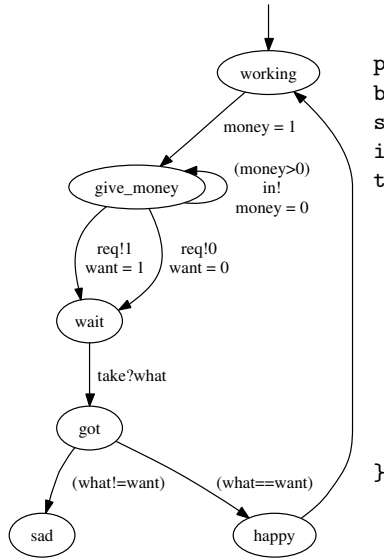 working
p
b
s
i
t
money = 1
give_money
(money>0)
in!
money = 0
req!1
want = 1
req!0
want = 0
wait
take?what
got
(what!=want)
(what==want)
}
sad
happy